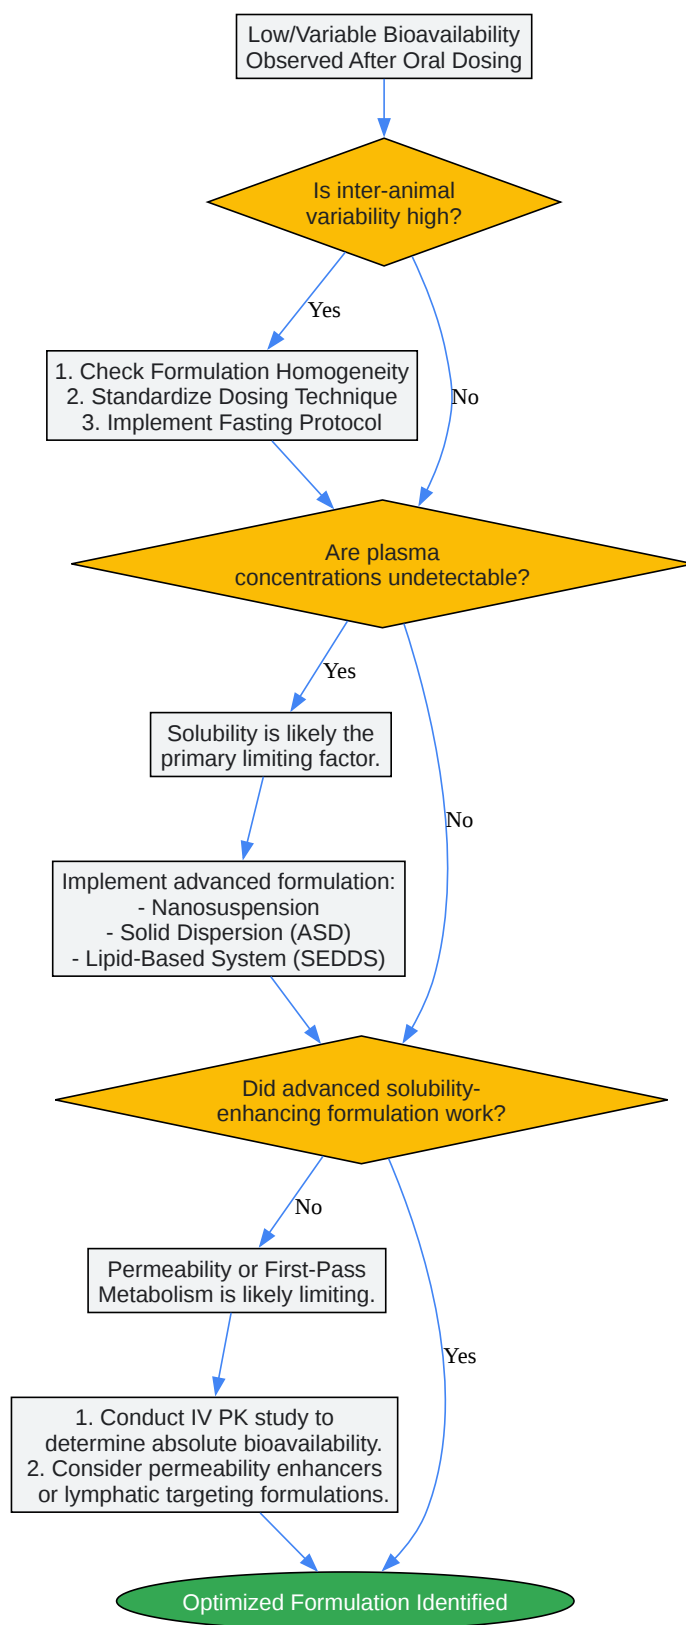 Low/Variable Bioavailability
Observed After Oral Dosing
Is inter-animal
variability high?
Yes
1. Check Formulation Homogeneity
2. Standardize Dosing Technique
3. Implement Fasting Protocol
No
Are plasma
concentrations undetectable?
Yes
Solubility is likely the
primary limiting factor.
No
Implement advanced formulation:
- Nanosuspension
- Solid Dispersion (ASD)
- Lipid-Based System (SEDDS)
Did advanced solubility-
enhancing formulation work?
No
Permeability or First-Pass
Metabolism is likely limiting.
Yes
1. Conduct IV PK study to
determine absolute bioavailability.
2. Consider permeability enhancers
or lymphatic targeting formulations.
Optimized Formulation Identified